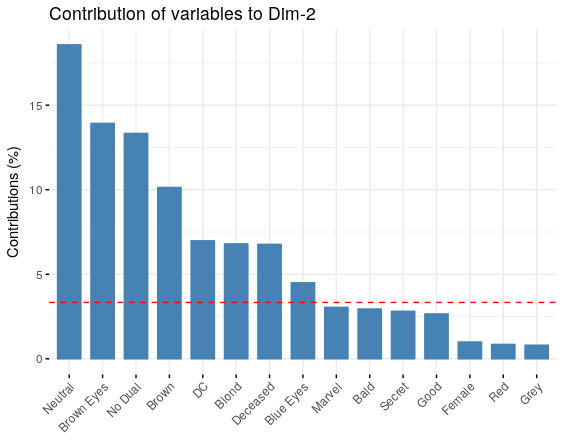 Contribution of variables to Dim-2
Contributions (%)
15
10
5
0
Neutral
Brown Eyes
No Dual
Brown
DC
Blond
Deceased
Blue Eyes
Marvel
Bald
Secret
Good
Female
Red
Grey